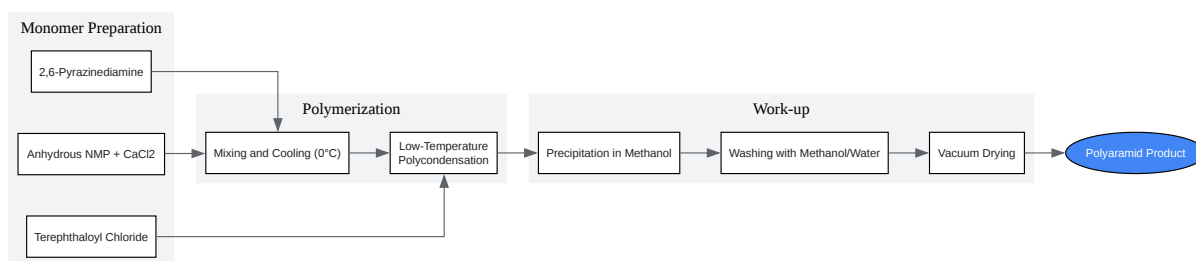 Monomer Preparation
2,6-Pyrazinediamine
Polymerization
Work-up
Anhydrous NMP + CaCl2
Mixing and Cooling (0°C)
Low-Temperature
Polycondensation
Precipitation in Methanol
Washing with Methanol/Water
Vacuum Drying
Polyaramid Product
Terephthaloyl Chloride